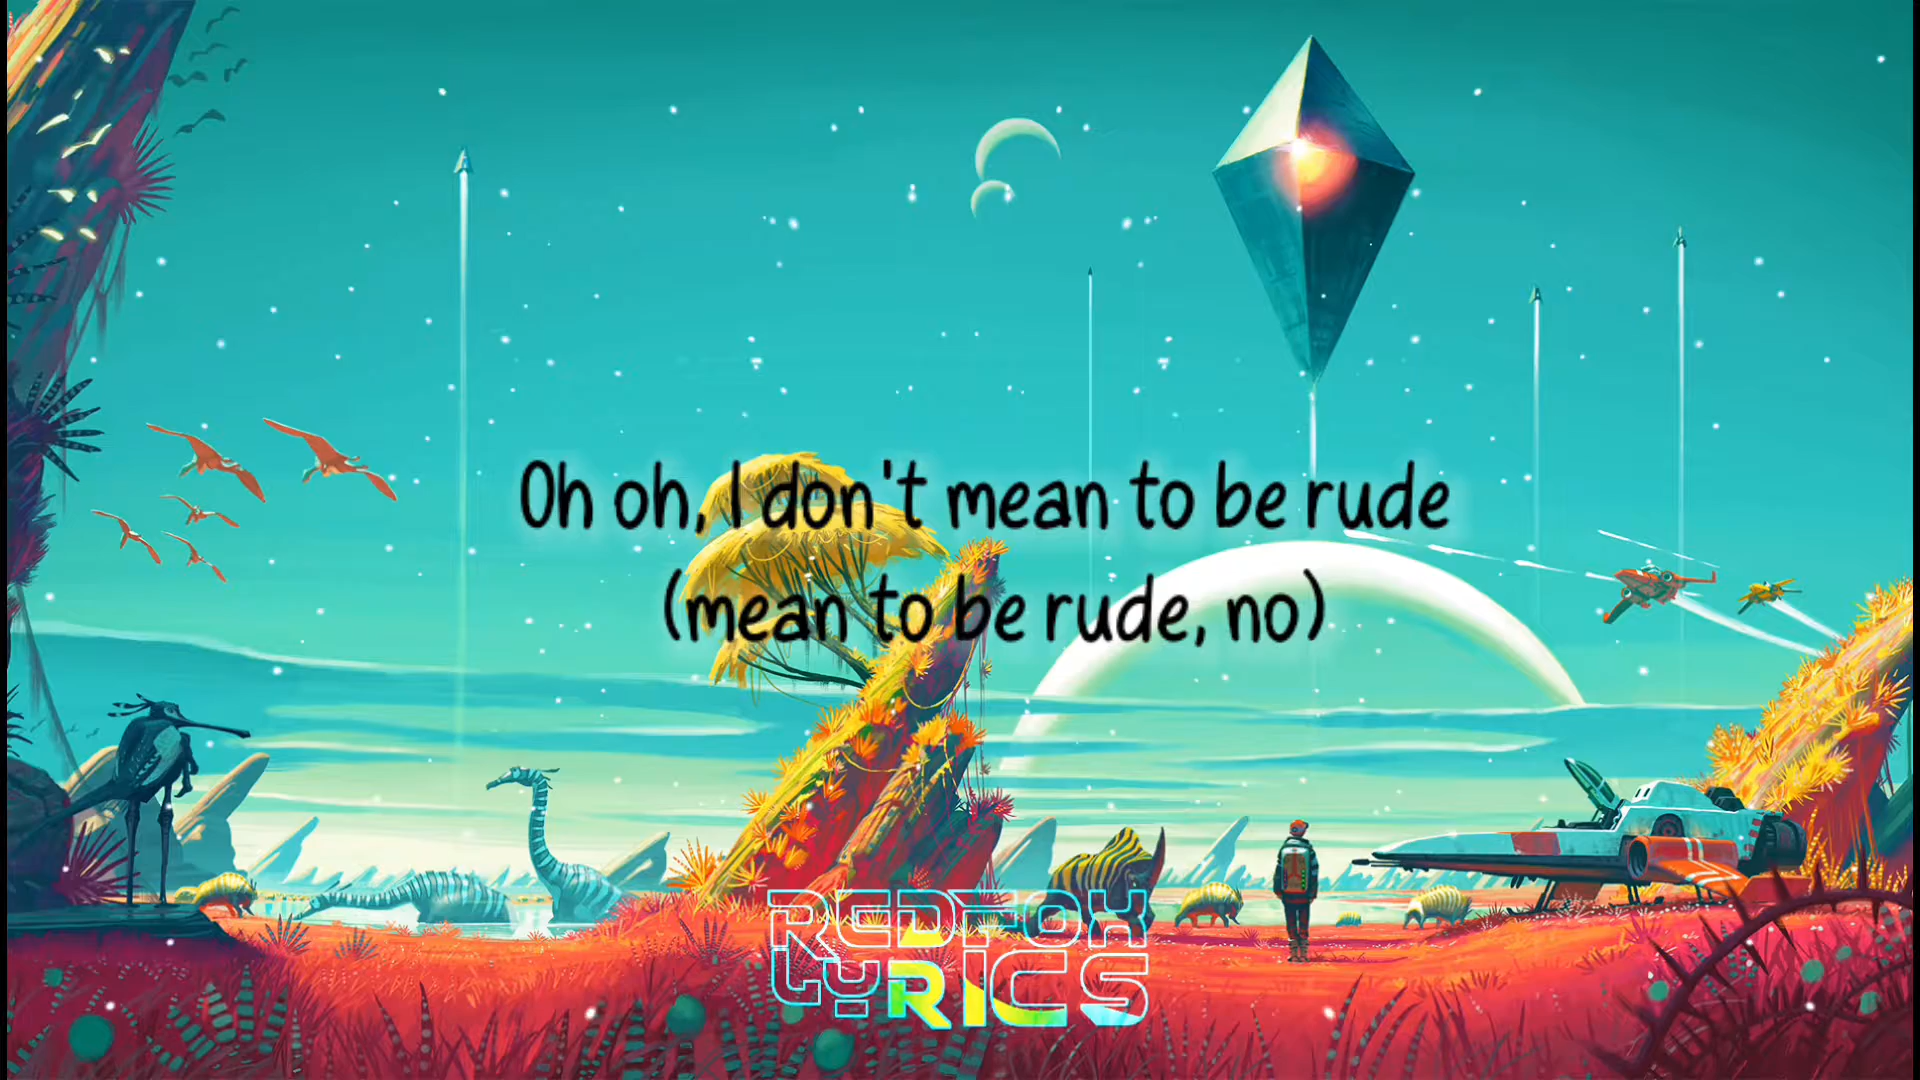 Oh oh, I don't mean to be rude
(mean to be rude, no)
REDFOX
LYRICS